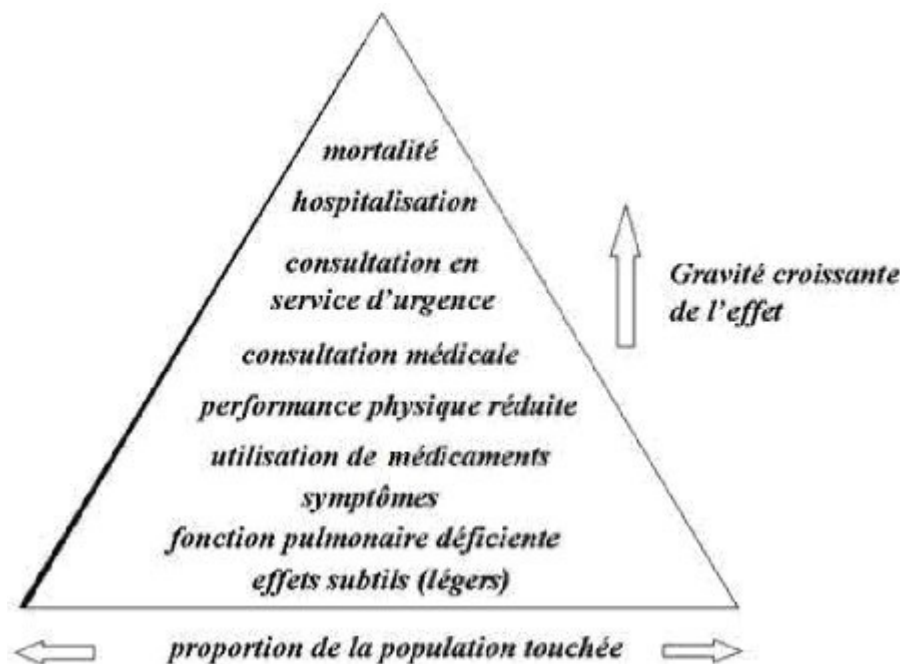 mortalité
hospitalisation
consultation en
service d'urgence
consultation médicale
performance physique réduite
utilisation de médicaments
symptômes
fonction pulmonaire déficiente
effets subtils (légers)
Gravité croissante
de l'effet
proportion de la population touchée